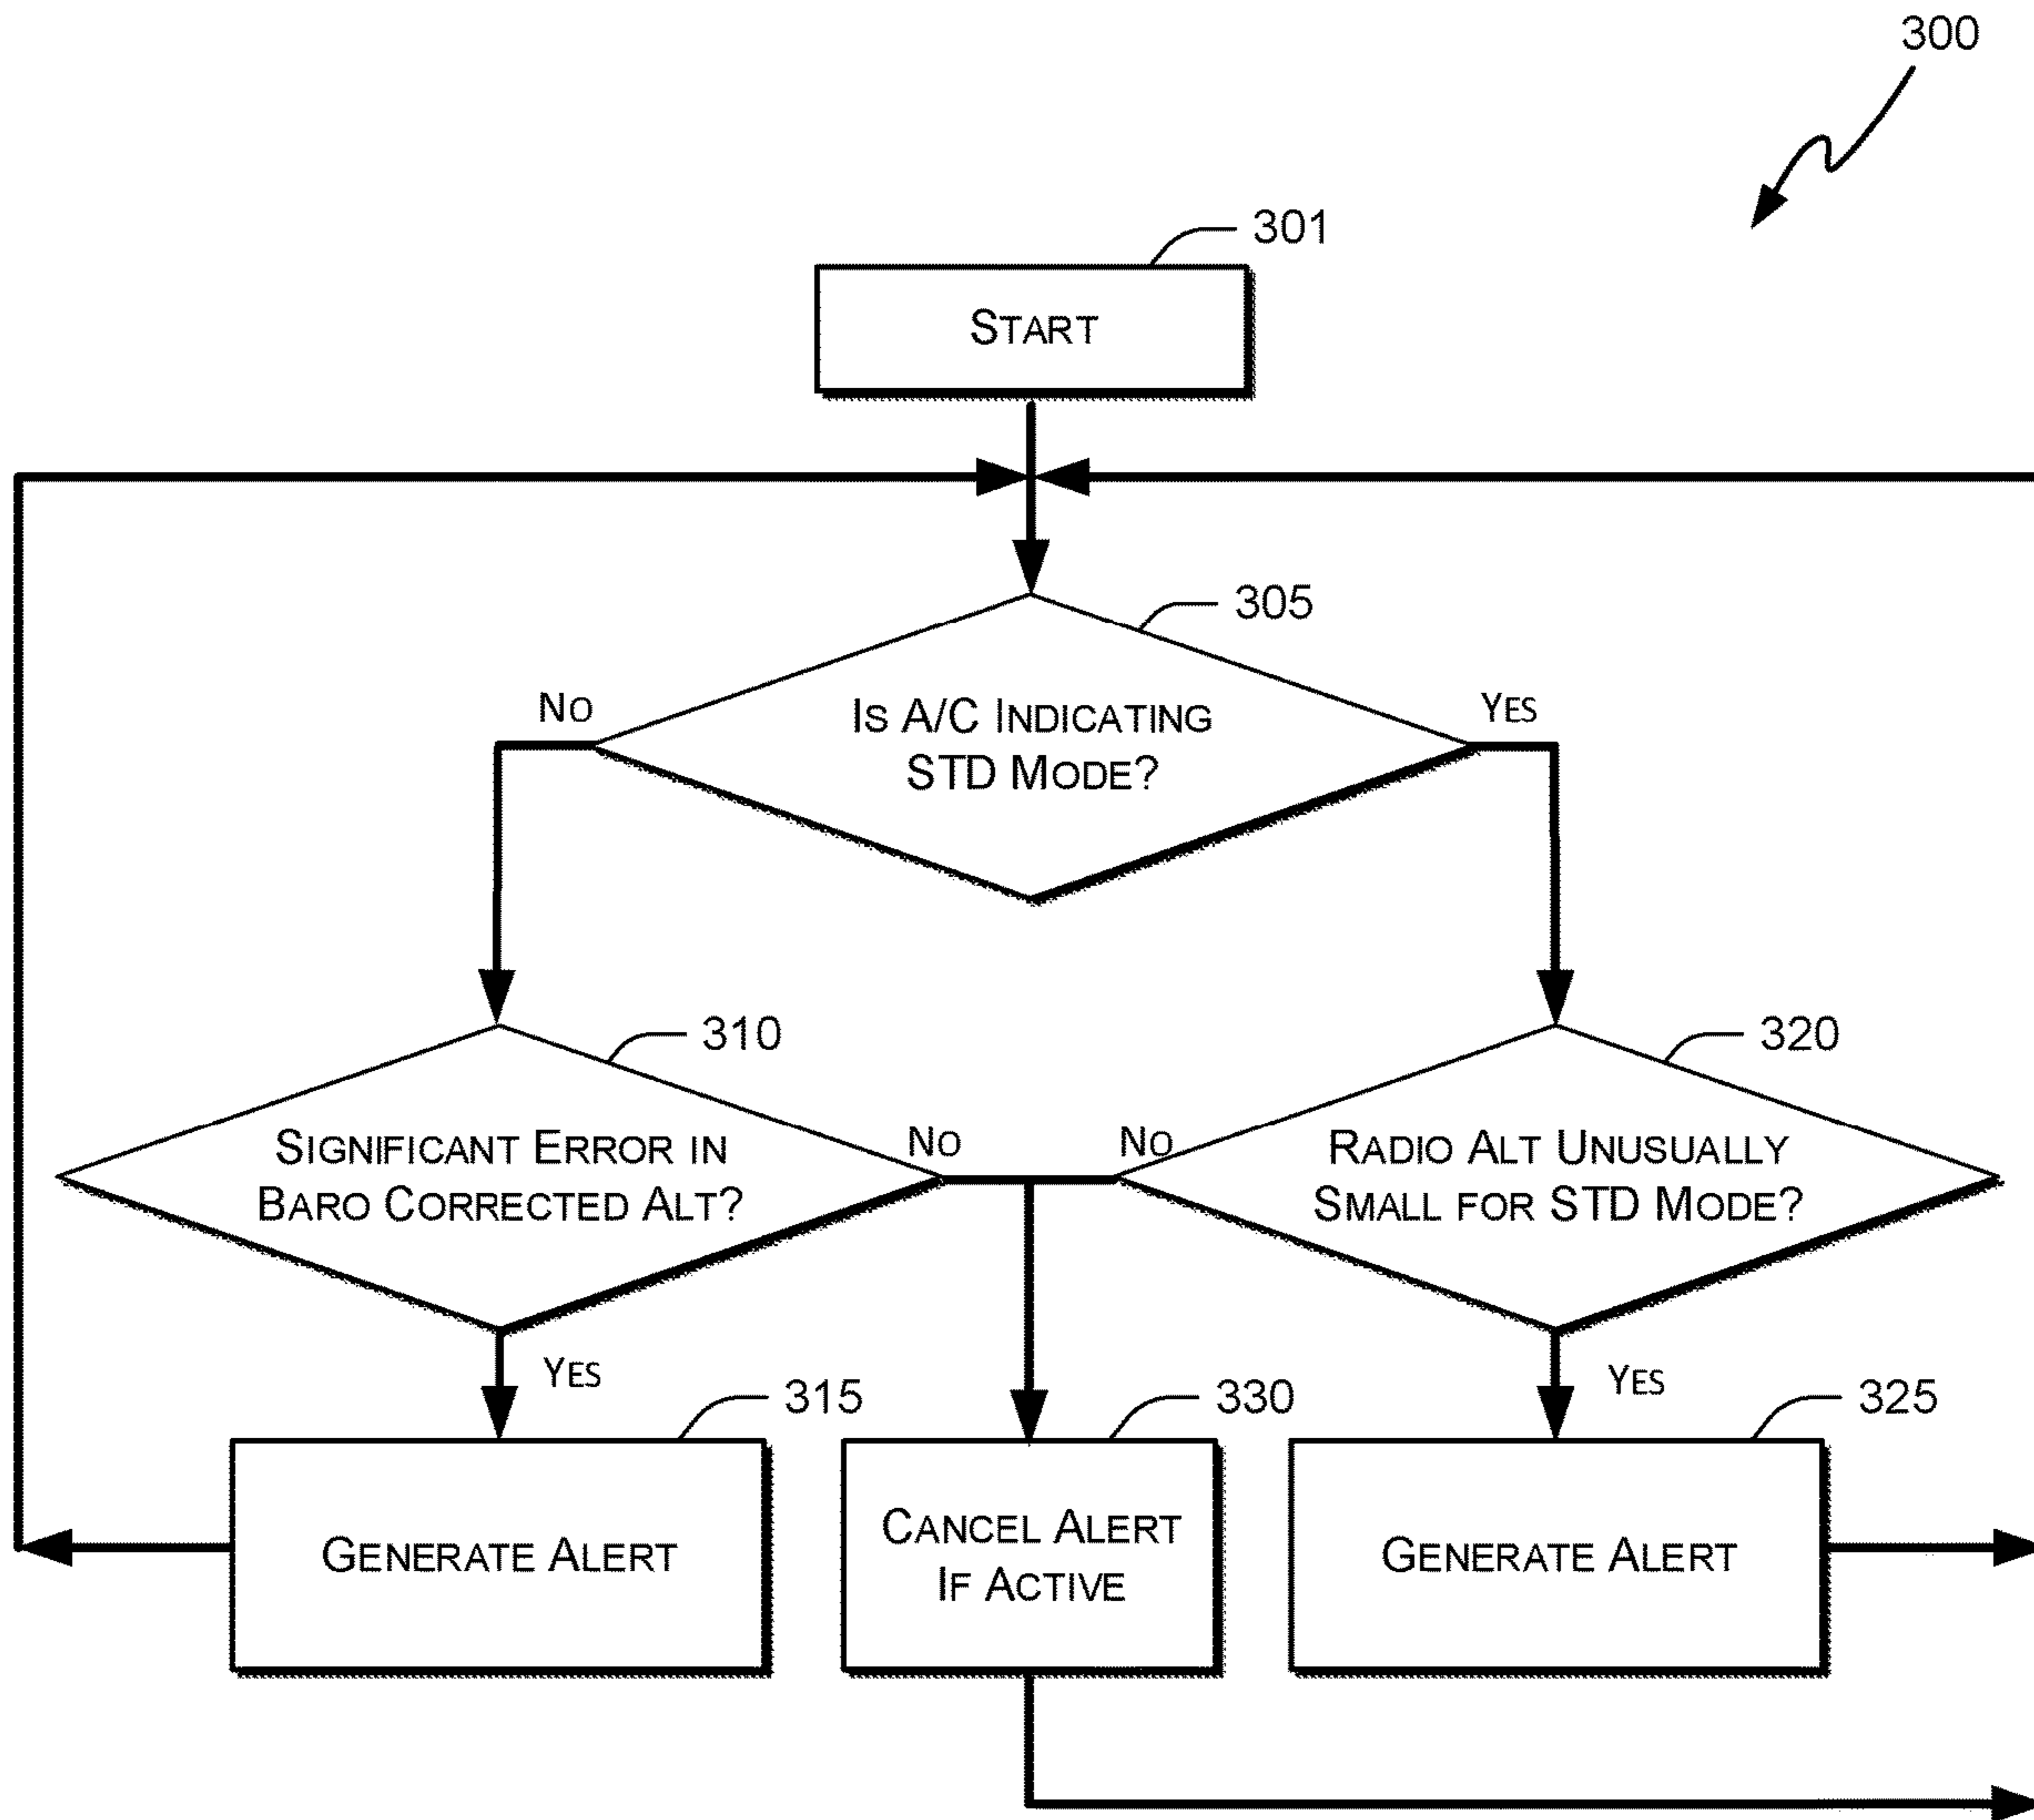 300
301
START
305
NO
YES
IS A/C INDICATING
STD MODE?
310
320
NO
NO
SIGNIFICANT ERROR IN
BARO CORRECTED ALT?
RADIO ALT UNUSUALLY
SMALL FOR STD MODE?
YES
YES
315
330
325
GENERATE ALERT
CANCEL ALERT
IF ACTIVE
GENERATE ALERT